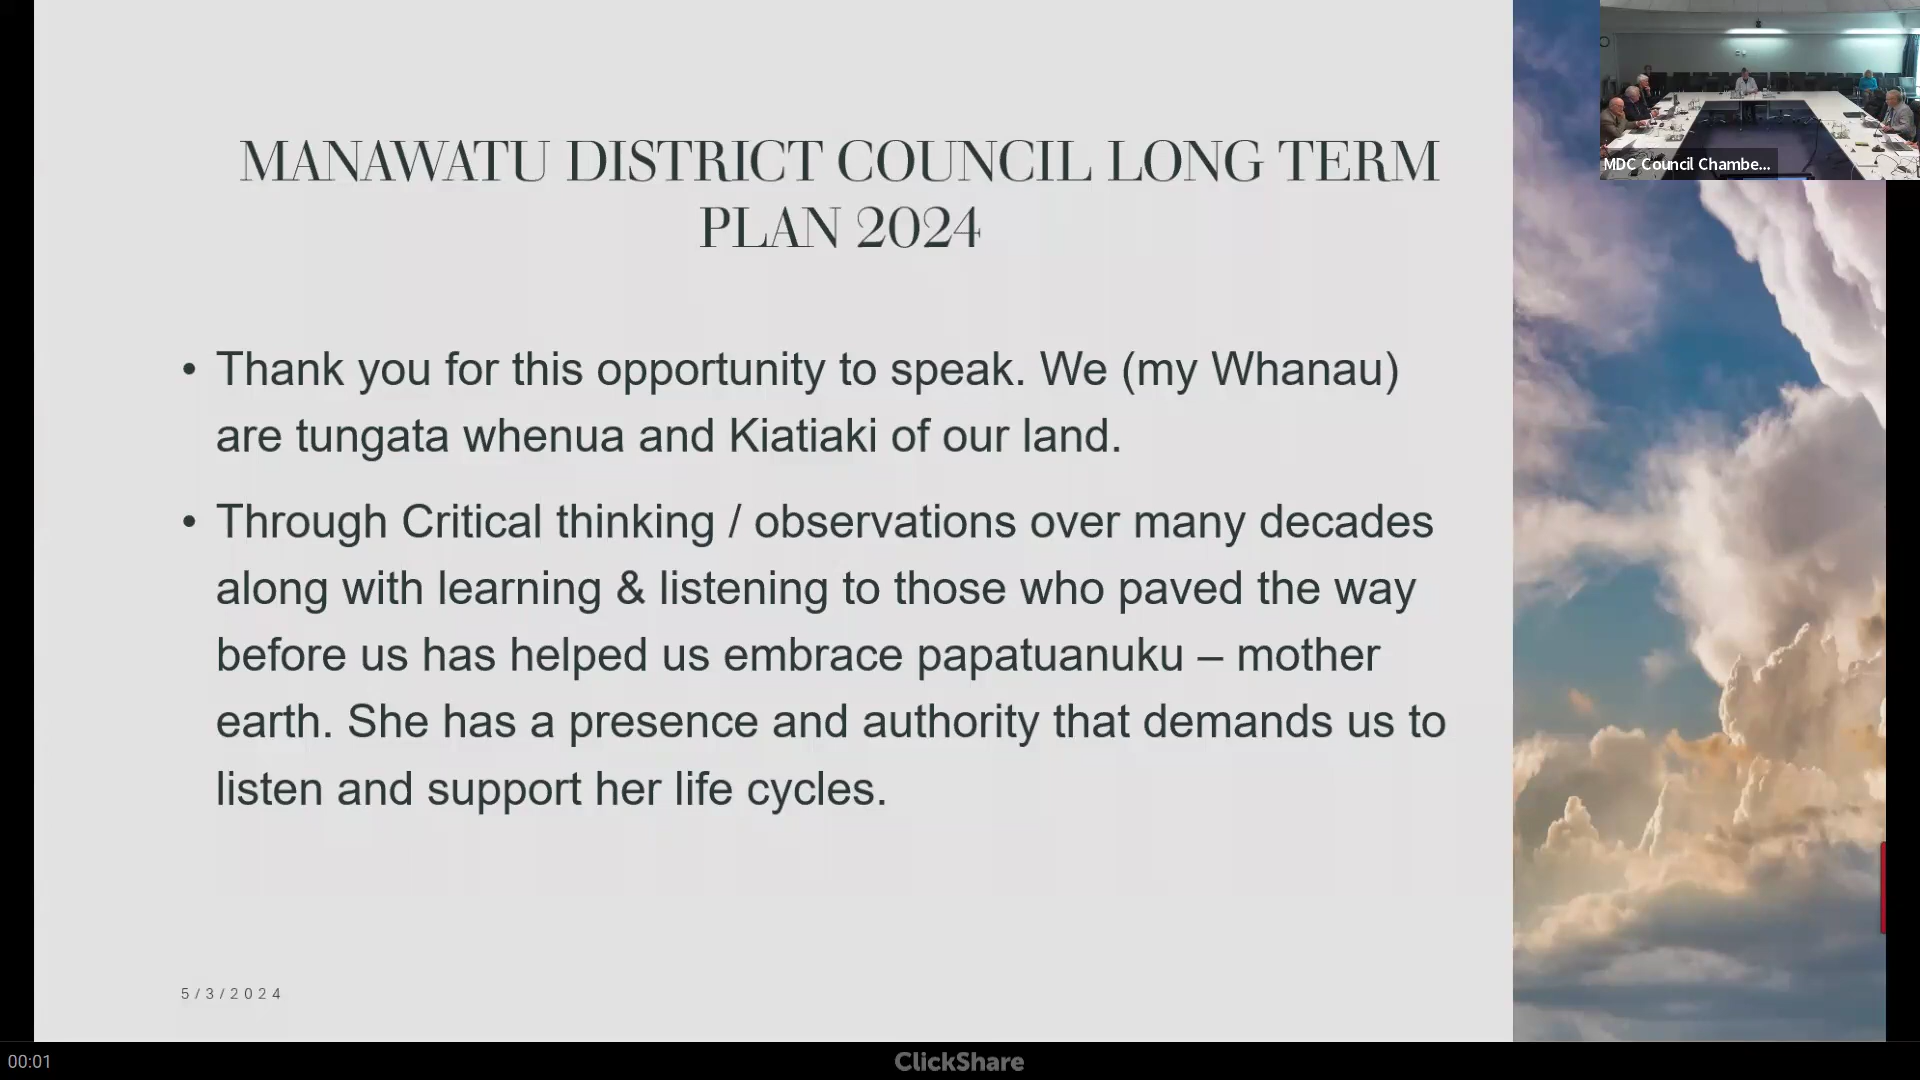 MANAWATU DISTRICT COUNCIL LONG TERM
PLAN 2024
• Thank you for this opportunity to speak. We (my Whanau)
are tungata whenua and Kiatiaki of our land.
• Through Critical thinking / observations over many decades
along with learning & listening to those who paved the way
before us has helped us embrace papatuanuku – mother
earth. She has a presence and authority that demands us to
listen and support her life cycles.
5/3/2024
MDC Council Chambe...
00:01
ClickShare